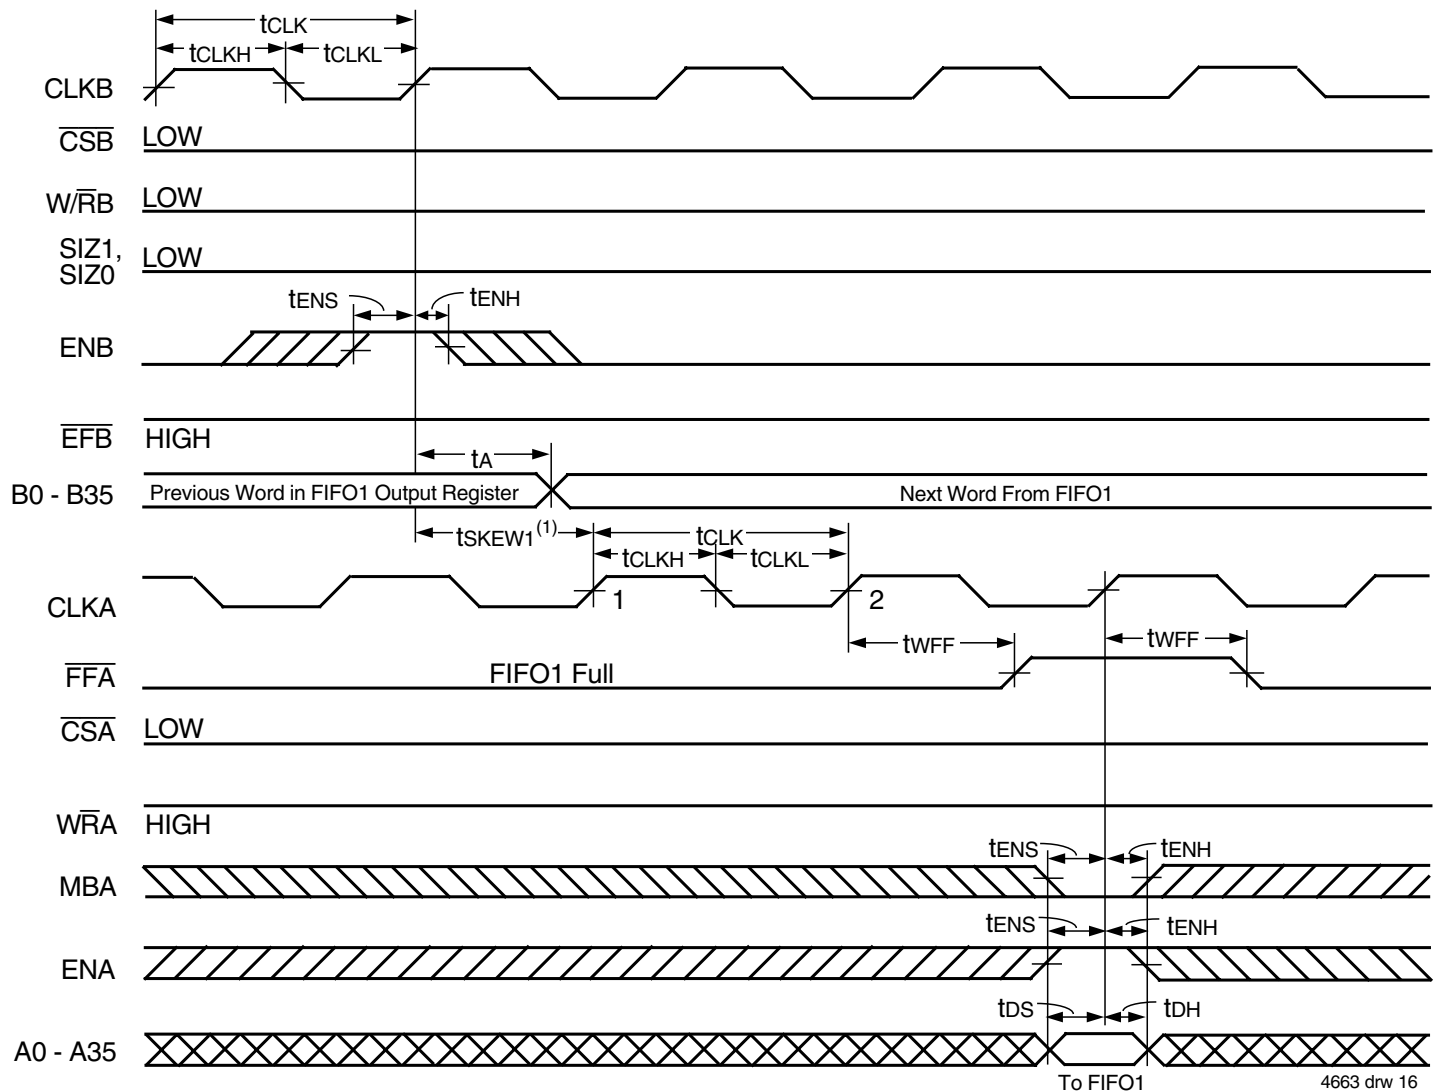 tCLK
tCLKH tCLKL
CLKB
CSB LOW
W/RB LOW
SIZ1,
SIZ0 LOW
tENS tENH
ENB
EFB HIGH
tA
B0 - B35 Previous Word in FIFO1 Output Register Next Word From FIFO1
tSKEW1(1) tCLK
tCLKH tCLKL
CLKA 1 2
tWFF tWFF
FFA FIFO1 Full
CSA LOW
WRA HIGH
tENS tENH
MBA
tENS tENH
ENA
tDS tDH
A0 - A35
To FIFO1 4663 drw 16